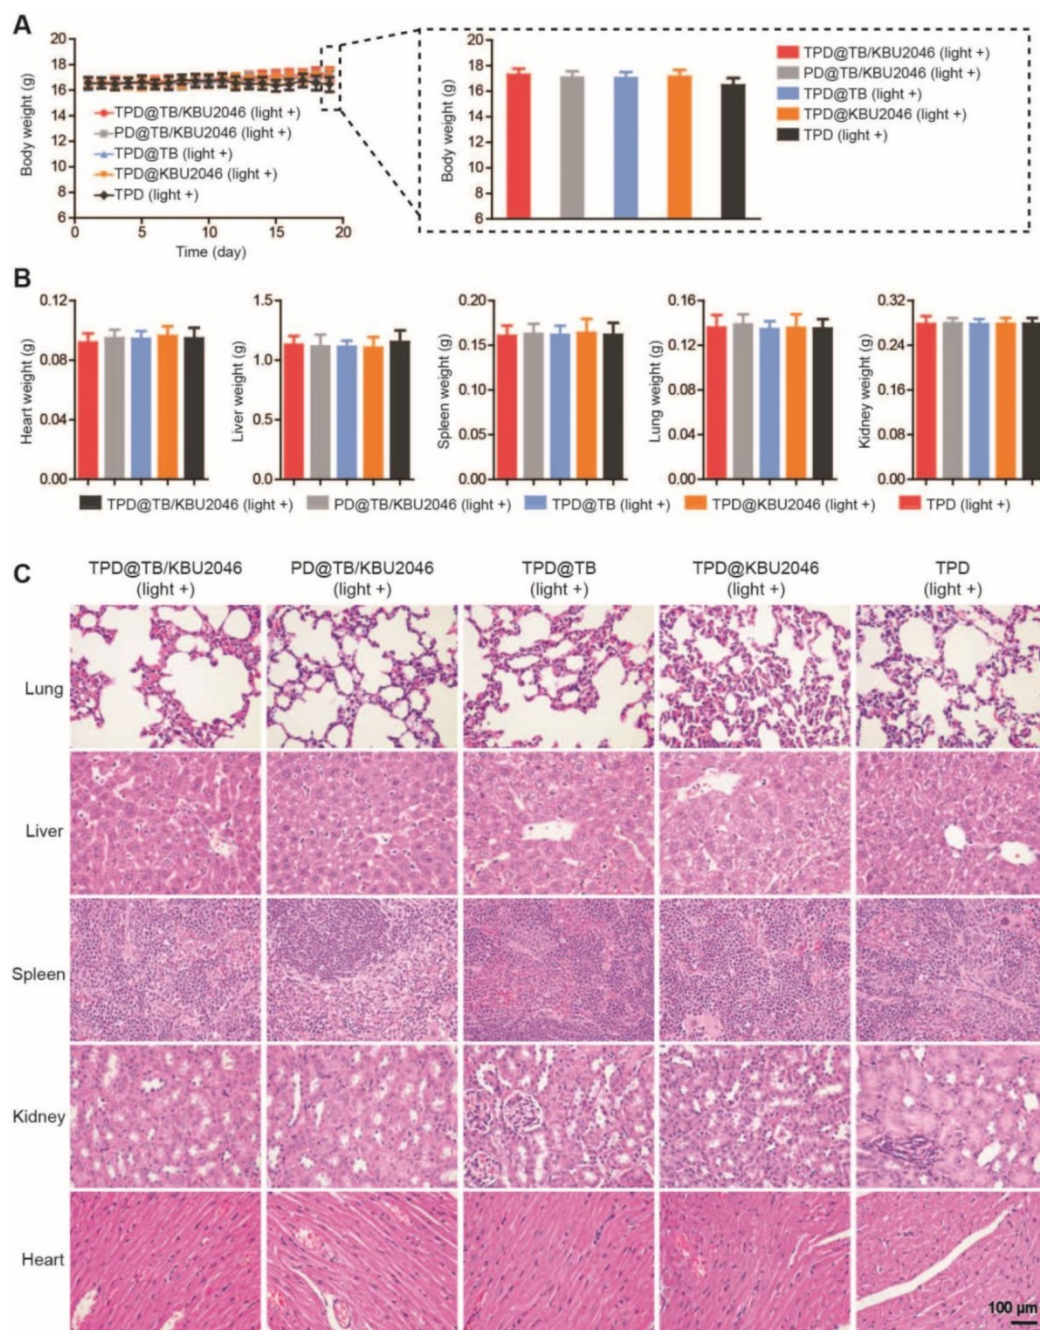 A
Body weight (g)
20
18
16
14
12
10
8
6
0
5
10
15
20
Time (day)
TPD@TB/KBU2046 (light +)
PD@TB/KBU2046 (light +)
TPD@TB (light +)
TPD@KBU2046 (light +)
TPD (light +)
Body weight (g)
20
18
16
14
12
10
8
6
TPD@TB/KBU2046 (light +)
PD@TB/KBU2046 (light +)
TPD@TB (light +)
TPD@KBU2046 (light +)
TPD (light +)
B
Heart weight (g)
0.12
0.08
0.04
0.00
Liver weight (g)
1.5
1.0
0.5
0.0
Spleen weight (g)
0.20
0.15
0.10
0.05
0.00
Lung weight (g)
0.16
0.12
0.08
0.04
0.00
Kidney weight (g)
0.32
0.24
0.16
0.08
0.00
TPD@TB/KBU2046 (light +) PD@TB/KBU2046 (light +) TPD@TB (light +) TPD@KBU2046 (light +) TPD (light +)
C
TPD@TB/KBU2046
(light +)
PD@TB/KBU2046
(light +)
TPD@TB
(light +)
TPD@KBU2046
(light +)
TPD
(light +)
Lung
Liver
Spleen
Kidney
Heart
100 µm